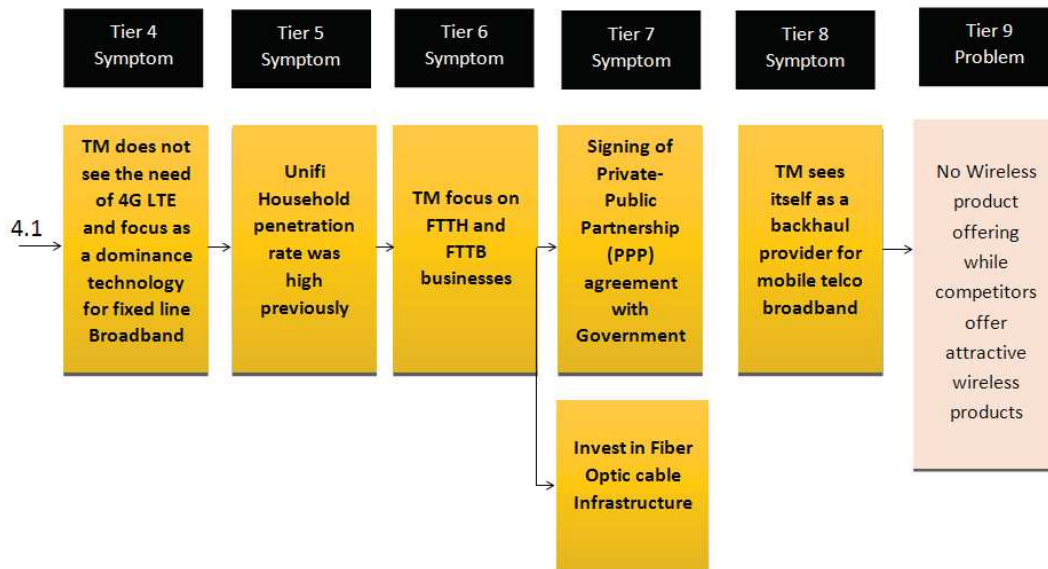 Tier 4
Symptom
Tier 5
Symptom
Tier 6
Symptom
Tier 7
Symptom
Tier 8
Symptom
Tier 9
Problem
4.1
TM does not
see the need
of 4G LTE
and focus as
a dominance
technology
for fixed line
Broadband
Unifi
Household
penetration
rate was
high
previously
TM focus on
FTTH and
FTTB
businesses
Signing of
Private-
Public
Partnership
(PPP)
agreement
with
Government
TM sees
itself as a
backhaul
provider for
mobile telco
broadband
No Wireless
product
offering
while
competitors
offer
attractive
wireless
products
Invest in Fiber
Optic cable
Infrastructure